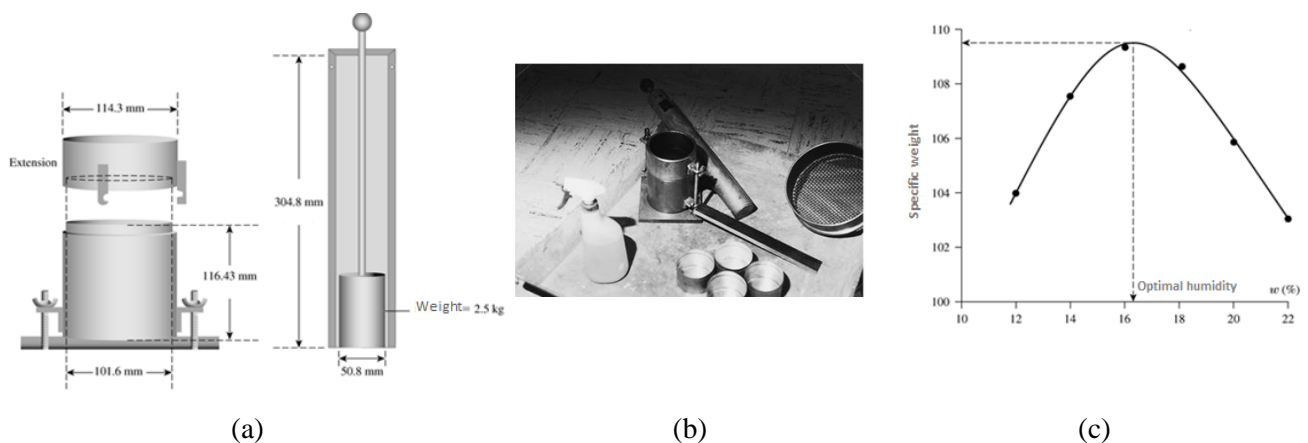 114.3 mm
Extension
116.43 mm
101.6 mm
304.8 mm
Weight= 2.5 kg
50.8 mm
(a)
(b)
Specific weight
110
108
106
104
102
100
Optimal humidity
w (%)
10 12 14 16 18 20 22
(c)